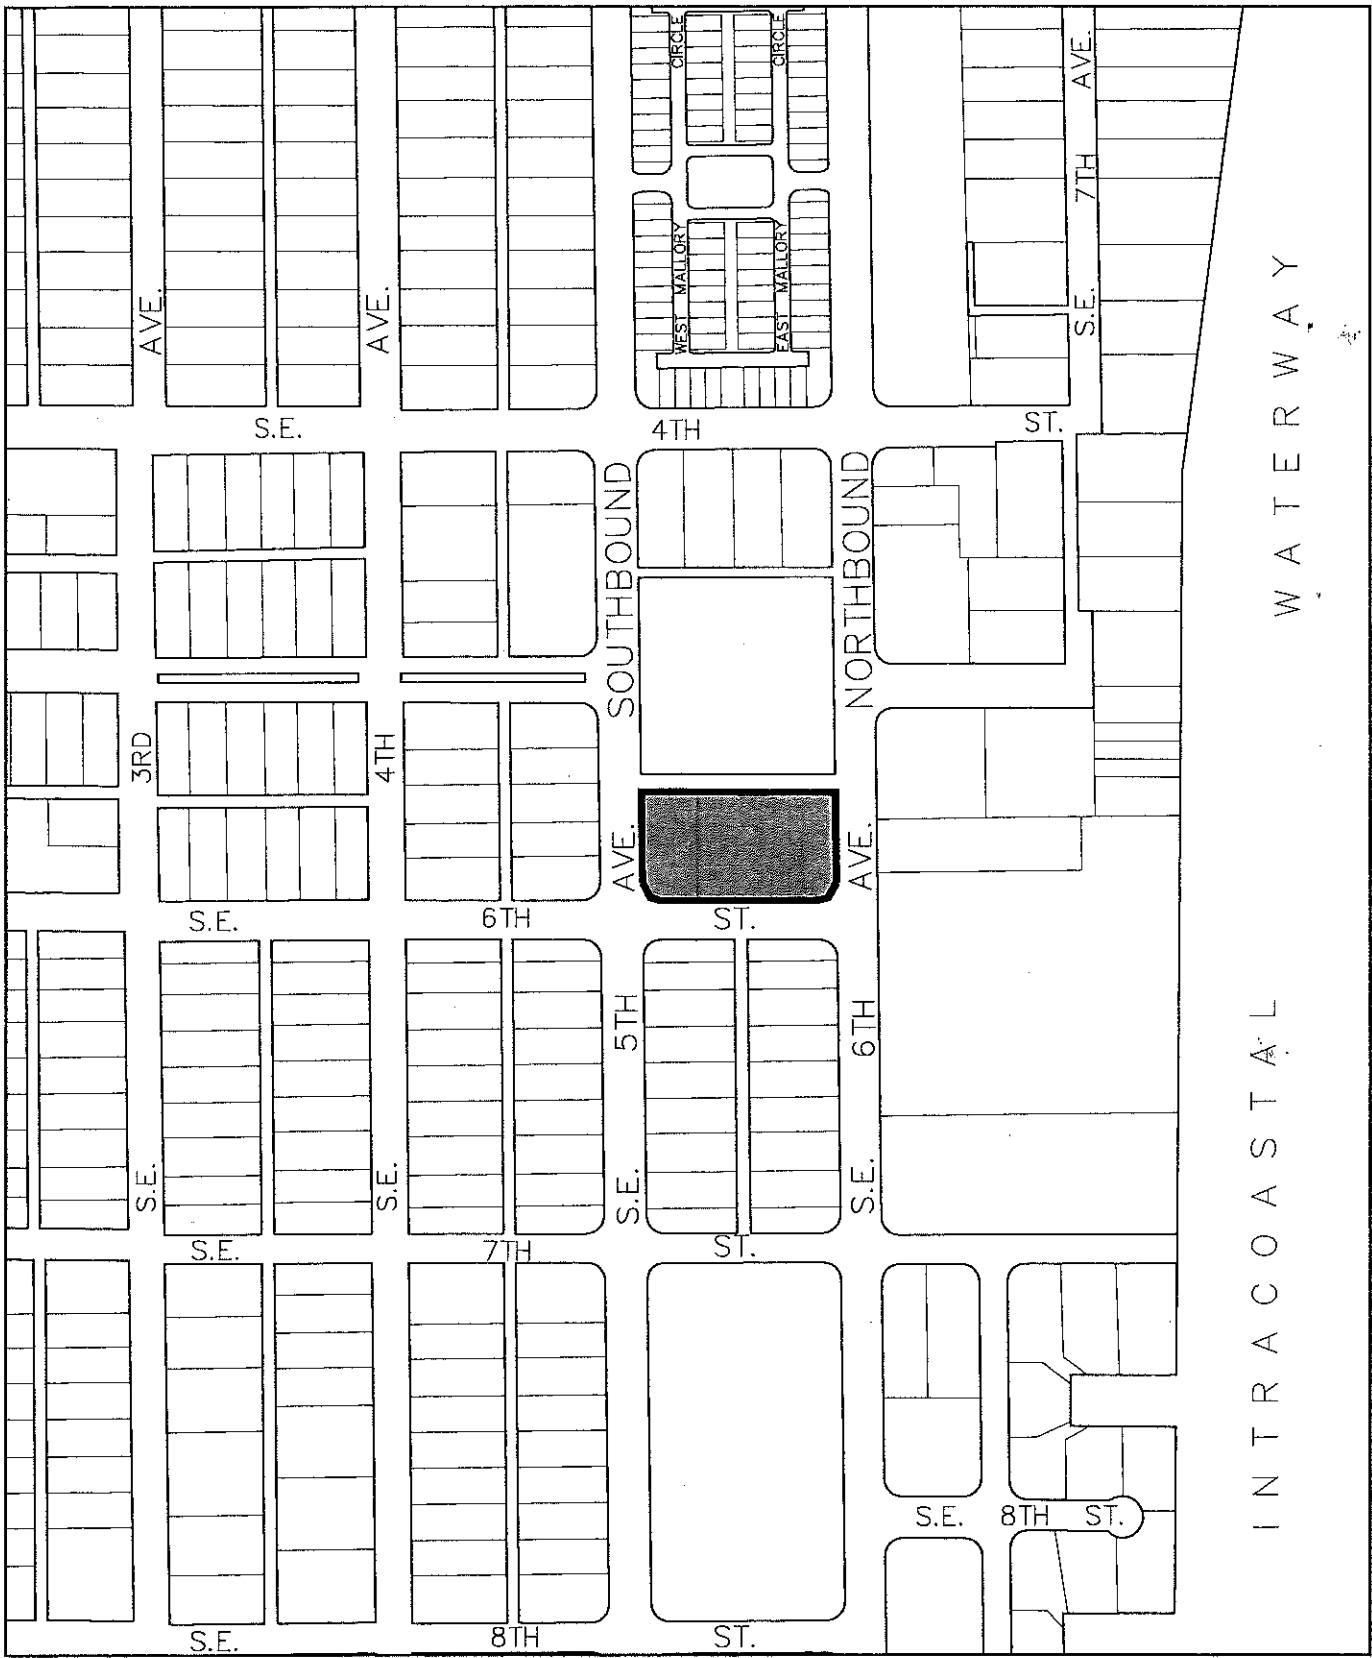 CIRCLE
CIRCLE
AVE.
7TH
S.E.
WEST MALLORY
EAST MALLORY
AVE.
AVE.
S.E. 4TH ST.
SOUTHBOUND
NORTHBOUND
WATERWAY
3RD
4TH
AVE.
AVE.
S.E. 6TH ST.
5TH
6TH
S.E.
S.E.
S.E.
S.E.
S.E. 7TH ST.
INTRACOASTAL
S.E. 8TH ST.
S.E. 8TH ST.